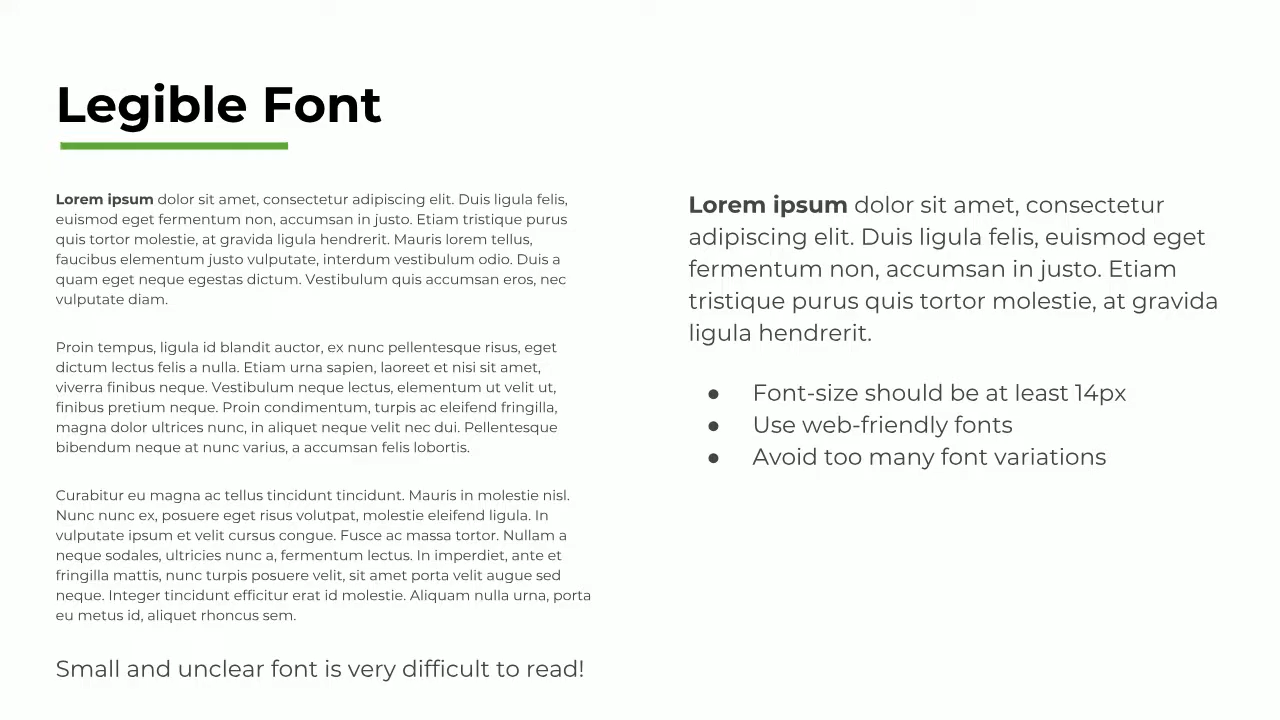 Legible Font
Lorem ipsum dolor sit amet, consectetur adipiscing elit. Duis ligula felis,
euismod eget fermentum non, accumsan in justo. Etiam tristique purus
quis tortor molestie, at gravida ligula hendrerit. Mauris lorem tellus,
faucibus elementum justo vulputate, interdum vestibulum odio. Duis a
quam eget neque egestas dictum. Vestibulum quis accumsan eros, nec
vulputate diam.
Proin tempus, ligula id blandit auctor, ex nunc pellentesque risus, eget
dictum lectus felis a nulla. Etiam urna sapien, laoreet et nisi sit amet,
viverra finibus neque. Vestibulum neque lectus, elementum ut velit ut,
finibus pretium neque. Proin condimentum, turpis ac eleifend fringilla,
magna dolor ultrices nunc, in aliquet neque velit nec dui. Pellentesque
bibendum neque at nunc varius, a accumsan felis lobortis.
Curabitur eu magna ac tellus tincidunt tincidunt. Mauris in molestie nisl.
Nunc nunc ex, posuere eget risus volutpat, molestie eleifend ligula. In
vulputate ipsum et velit cursus congue. Fusce ac massa tortor. Nullam a
neque sodales, ultricies nunc a, fermentum lectus. In imperdiet, ante et
fringilla mattis, nunc turpis posuere velit, sit amet porta velit augue sed
neque. Integer tincidunt efficitur erat id molestie. Aliquam nulla urna, porta
eu metus id, aliquet rhoncus sem.
Small and unclear font is very difficult to read!
Lorem ipsum dolor sit amet, consectetur
adipiscing elit. Duis ligula felis, euismod eget
fermentum non, accumsan in justo. Etiam
tristique purus quis tortor molestie, at gravida
ligula hendrerit.
● Font-size should be at least 14px
● Use web-friendly fonts
● Avoid too many font variations